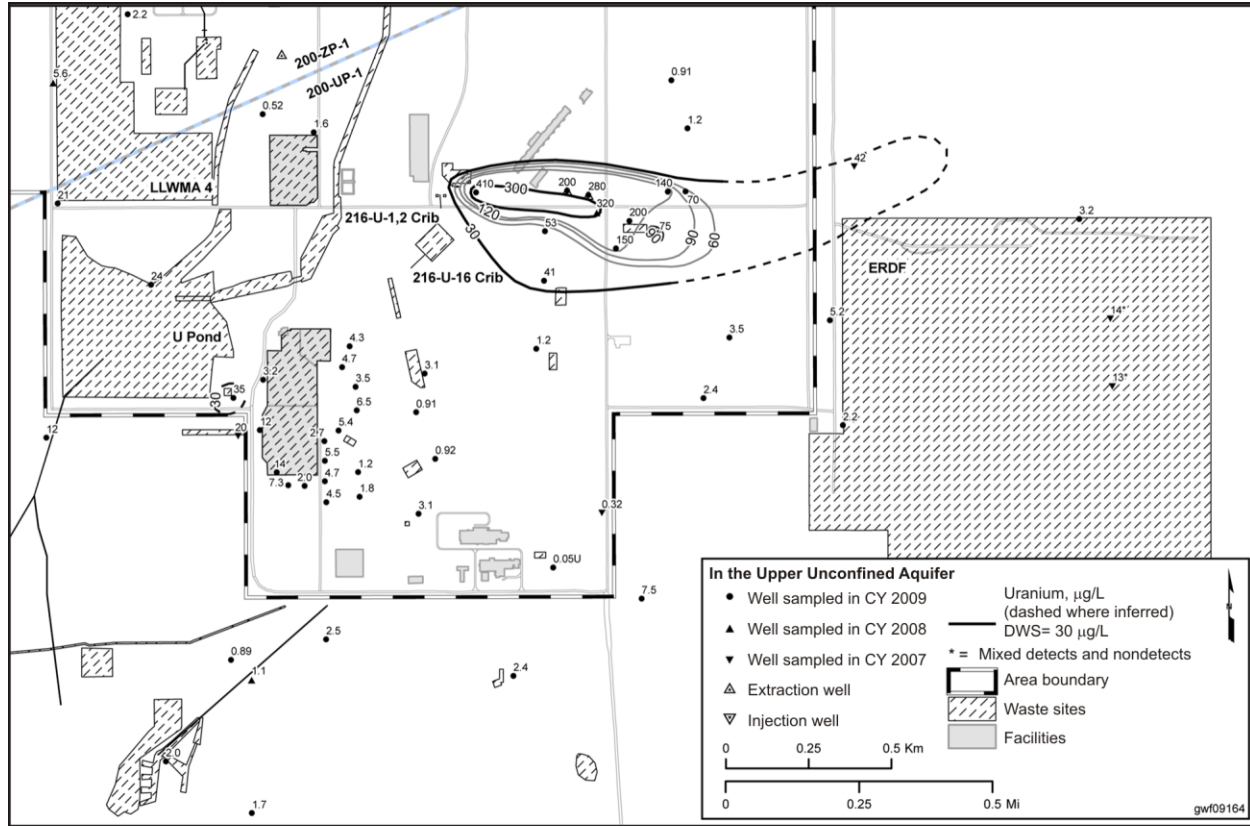 2.2
200-ZP-1
5.6
200-UP-1
0.91
0.52
1.6
1.2
42
LLWMA 4
21
410
300
200
280
140
70
320
216-U-1,2 Crib
120
200
3.2
30
53
75
90
90
60
150
216-U-16 Crib
ERDF
24
41
14*
5.2
U Pond
3.5
4.3
1.2
4.7
3.1
3.2
3.5
13*
35
30
2.4
6.5
0.91
2.2
12
20
12*
5.4
2.7
5.5
0.92
14*
1.2
7.3
2.0
4.7
4.5
1.8
3.1
0.32
0.05U
7.5
2.5
0.89
1.1
2.4
2.0
1.7
In the Upper Unconfined Aquifer
Well sampled in CY 2009
Well sampled in CY 2008
Well sampled in CY 2007
Extraction well
Injection well
Uranium, µg/L
(dashed where inferred)
DWS= 30 µg/L
* = Mixed detects and nondetects
Area boundary
Waste sites
Facilities
0 0.25 0.5 Km
0 0.25 0.5 Mi
gwf09164